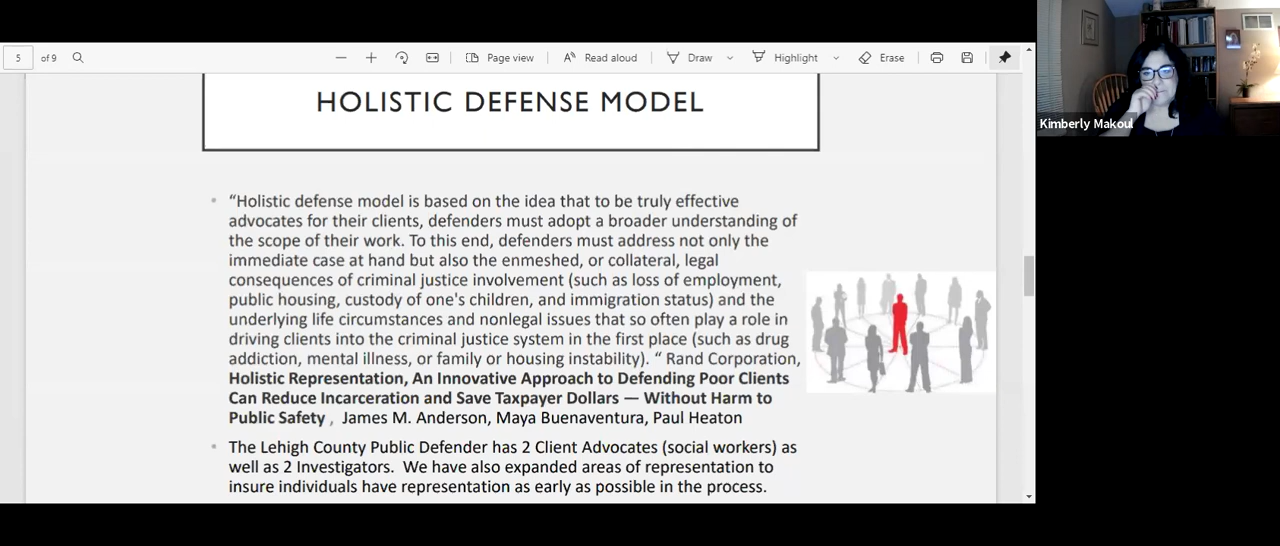 5 of 9
Page view
Read aloud
Draw
Highlight
Erase
Kimberly Makoul
HOLISTIC DEFENSE MODEL
“Holistic defense model is based on the idea that to be truly effective
advocates for their clients, defenders must adopt a broader understanding of
the scope of their work. To this end, defenders must address not only the
immediate case at hand but also the enmeshed, or collateral, legal
consequences of criminal justice involvement (such as loss of employment,
public housing, custody of one's children, and immigration status) and the
underlying life circumstances and nonlegal issues that so often play a role in
driving clients into the criminal justice system in the first place (such as drug
addiction, mental illness, or family or housing instability). “ Rand Corporation,
Holistic Representation, An Innovative Approach to Defending Poor Clients
Can Reduce Incarceration and Save Taxpayer Dollars — Without Harm to
Public Safety , James M. Anderson, Maya Buenaventura, Paul Heaton
The Lehigh County Public Defender has 2 Client Advocates (social workers) as
well as 2 Investigators. We have also expanded areas of representation to
insure individuals have representation as early as possible in the process.